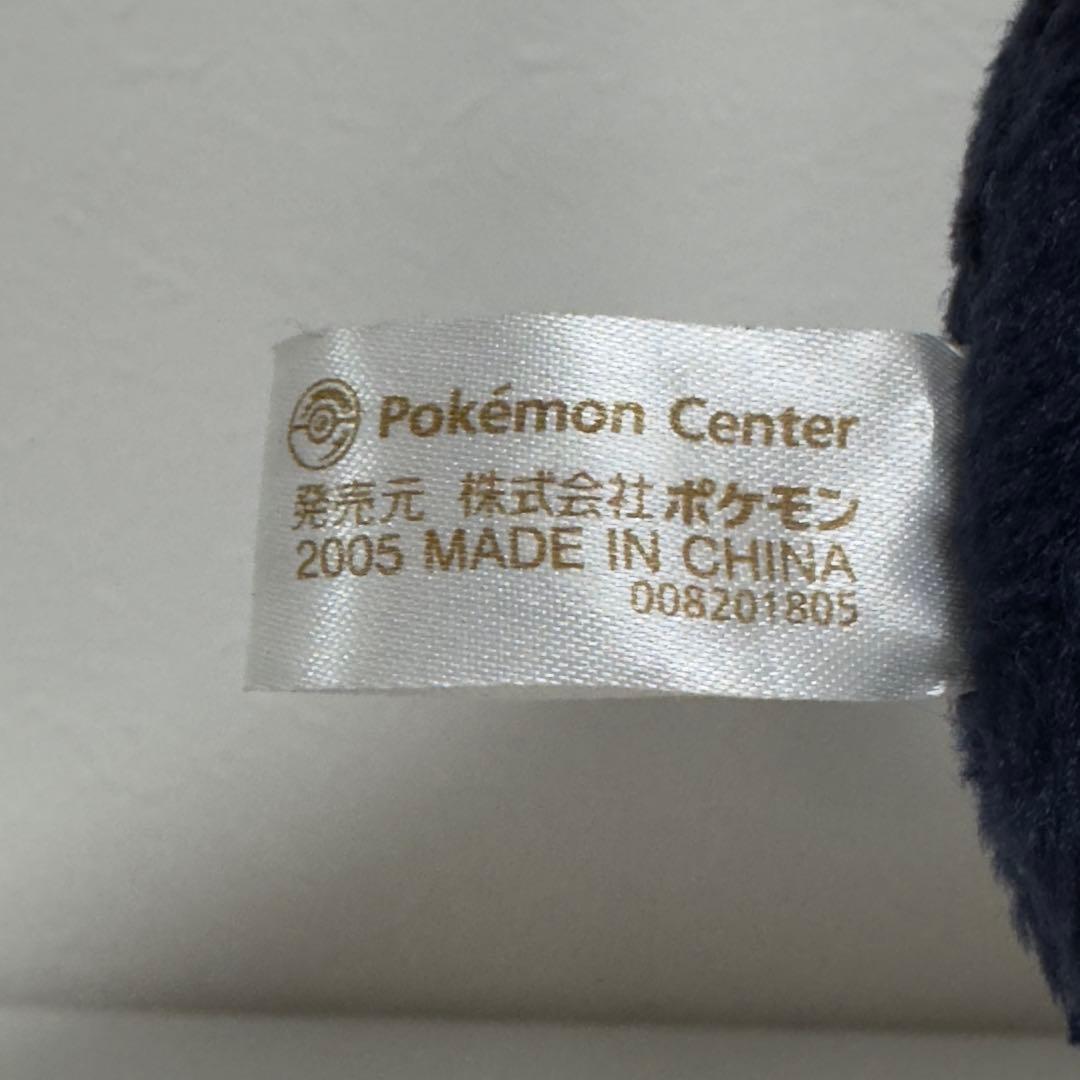 Pokémon Center
発売元 株式会社ポケモン
2005 MADE IN CHINA
008201805